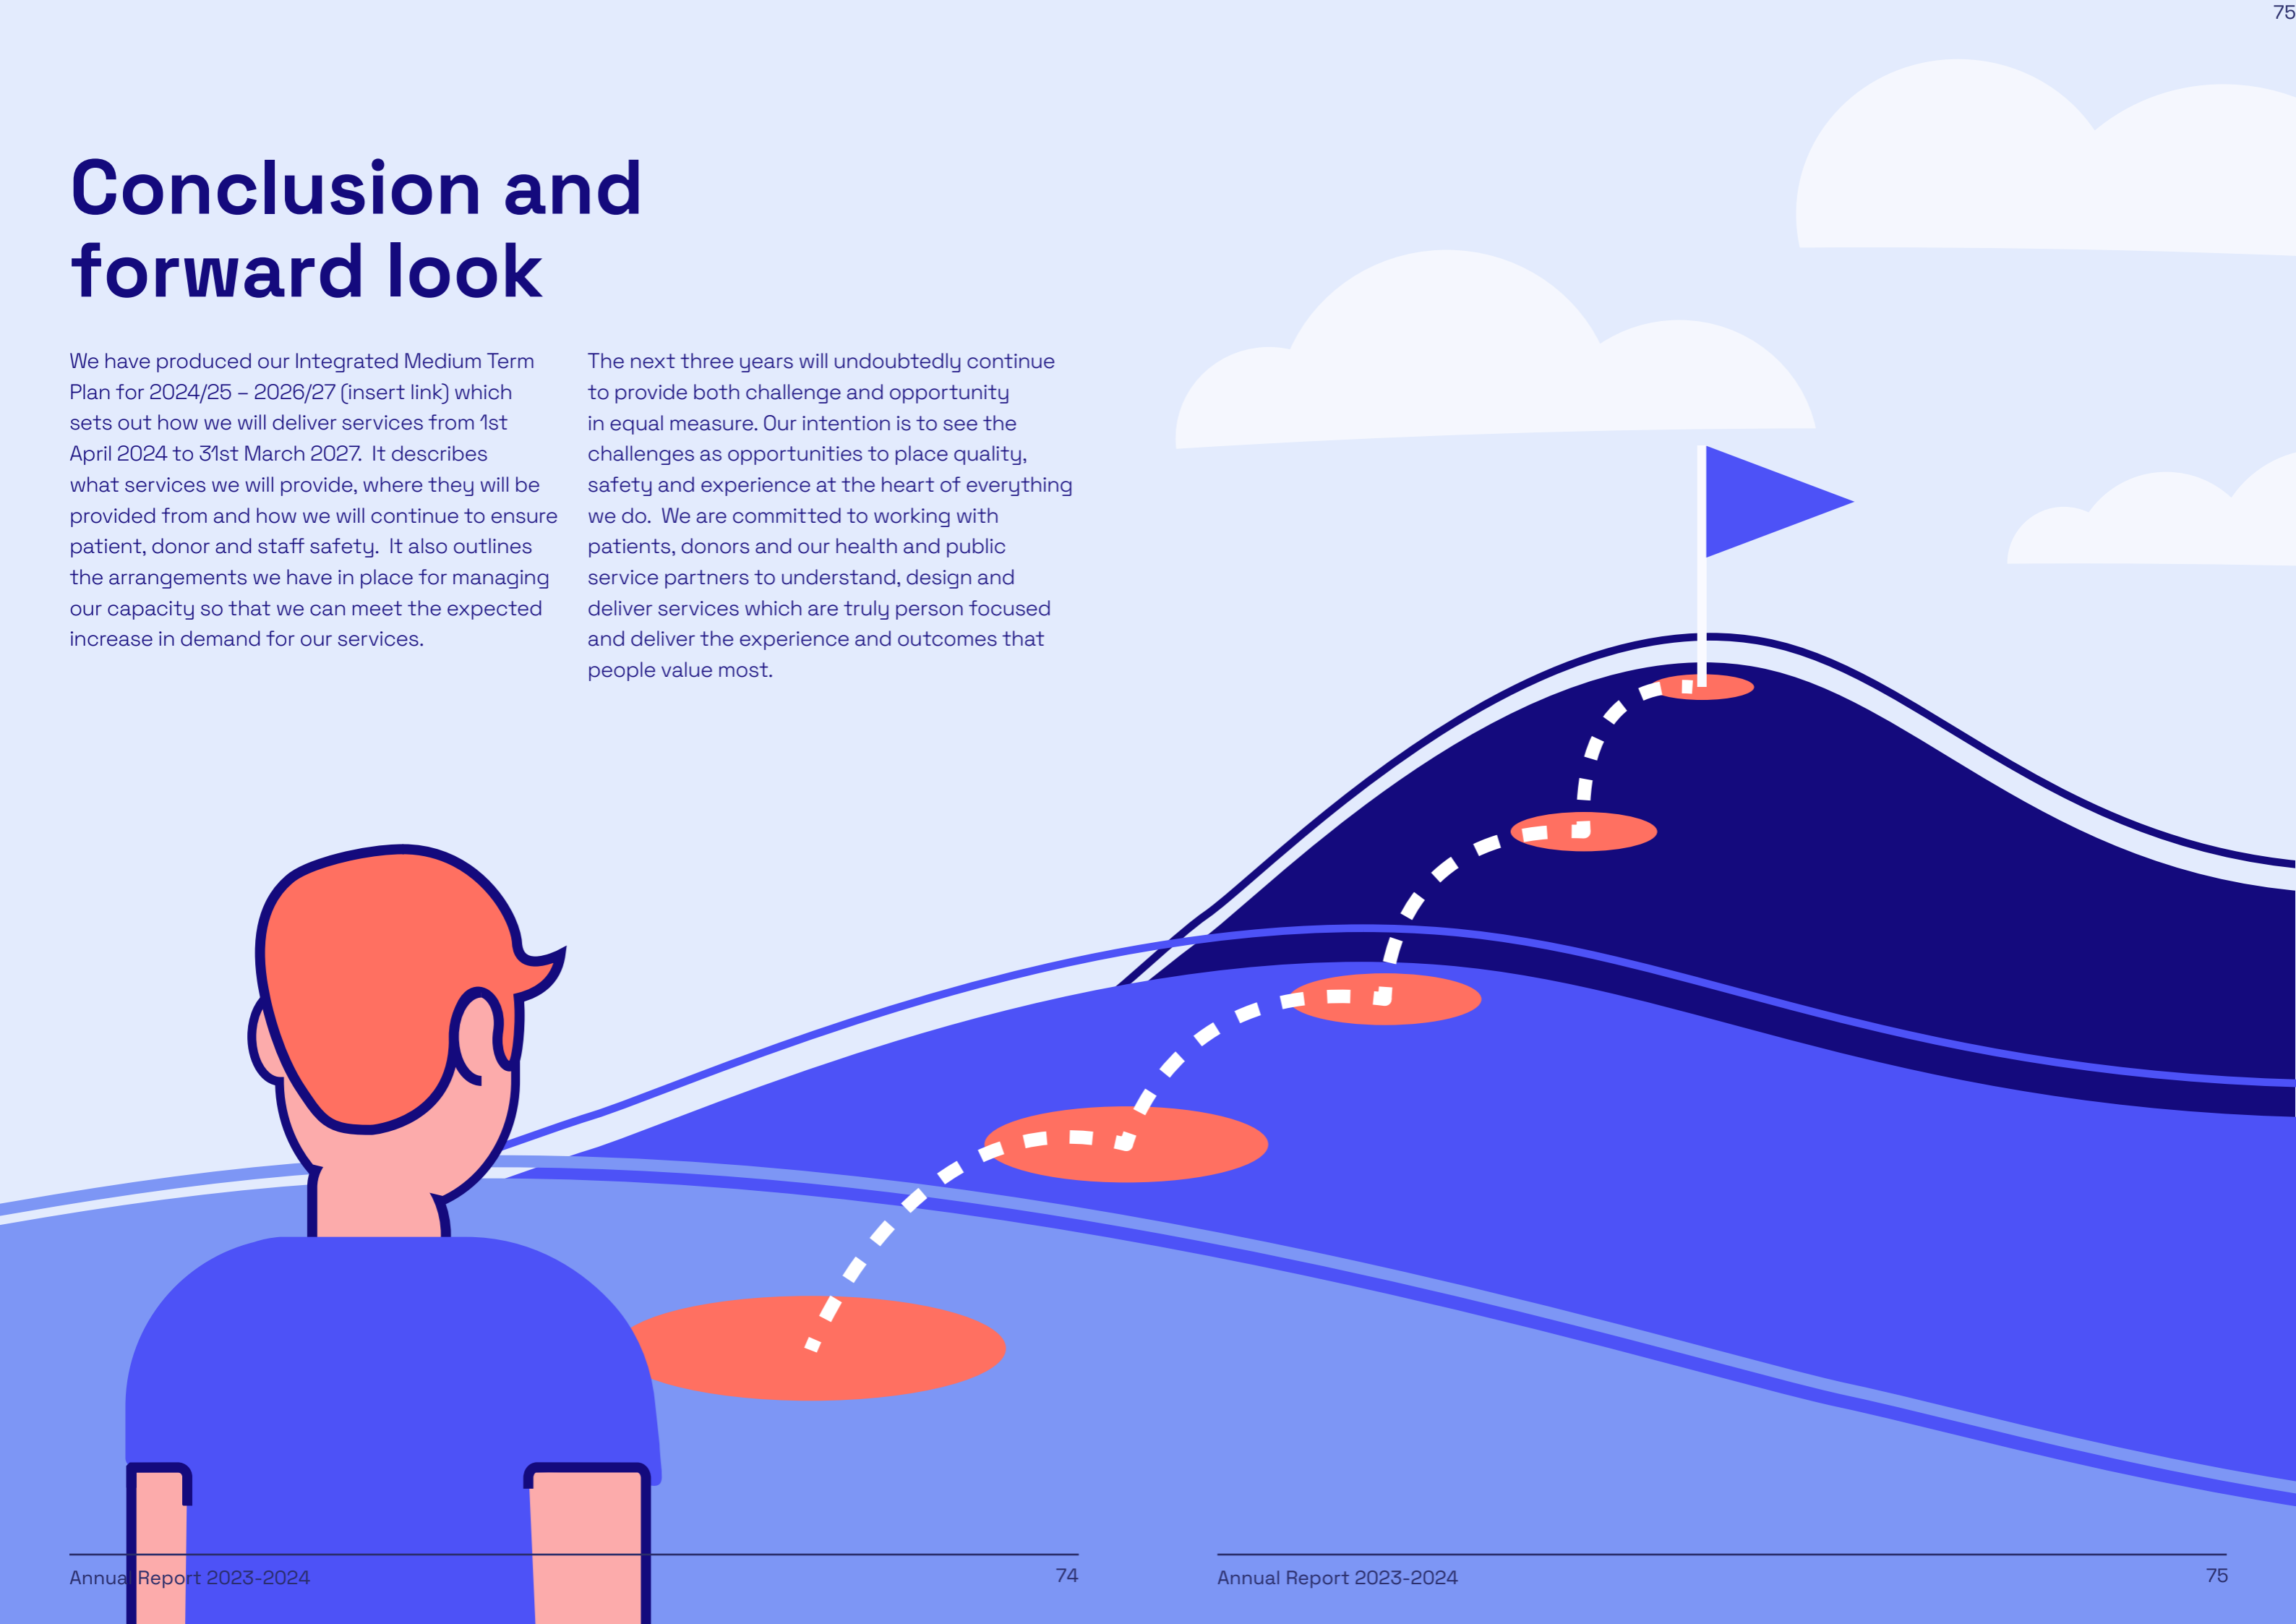 75
Conclusion and
forward look
We have produced our Integrated Medium Term
Plan for 2024/25 – 2026/27 (insert link) which
sets out how we will deliver services from 1st
April 2024 to 31st March 2027.  It describes
what services we will provide, where they will be
provided from and how we will continue to ensure
patient, donor and staff safety.  It also outlines
the arrangements we have in place for managing
our capacity so that we can meet the expected
increase in demand for our services.
The next three years will undoubtedly continue
to provide both challenge and opportunity
in equal measure. Our intention is to see the
challenges as opportunities to place quality,
safety and experience at the heart of everything
we do.  We are committed to working with
patients, donors and our health and public
service partners to understand, design and
deliver services which are truly person focused
and deliver the experience and outcomes that
people value most.
Annual Report 2023-2024
74
Annual Report 2023-2024
75